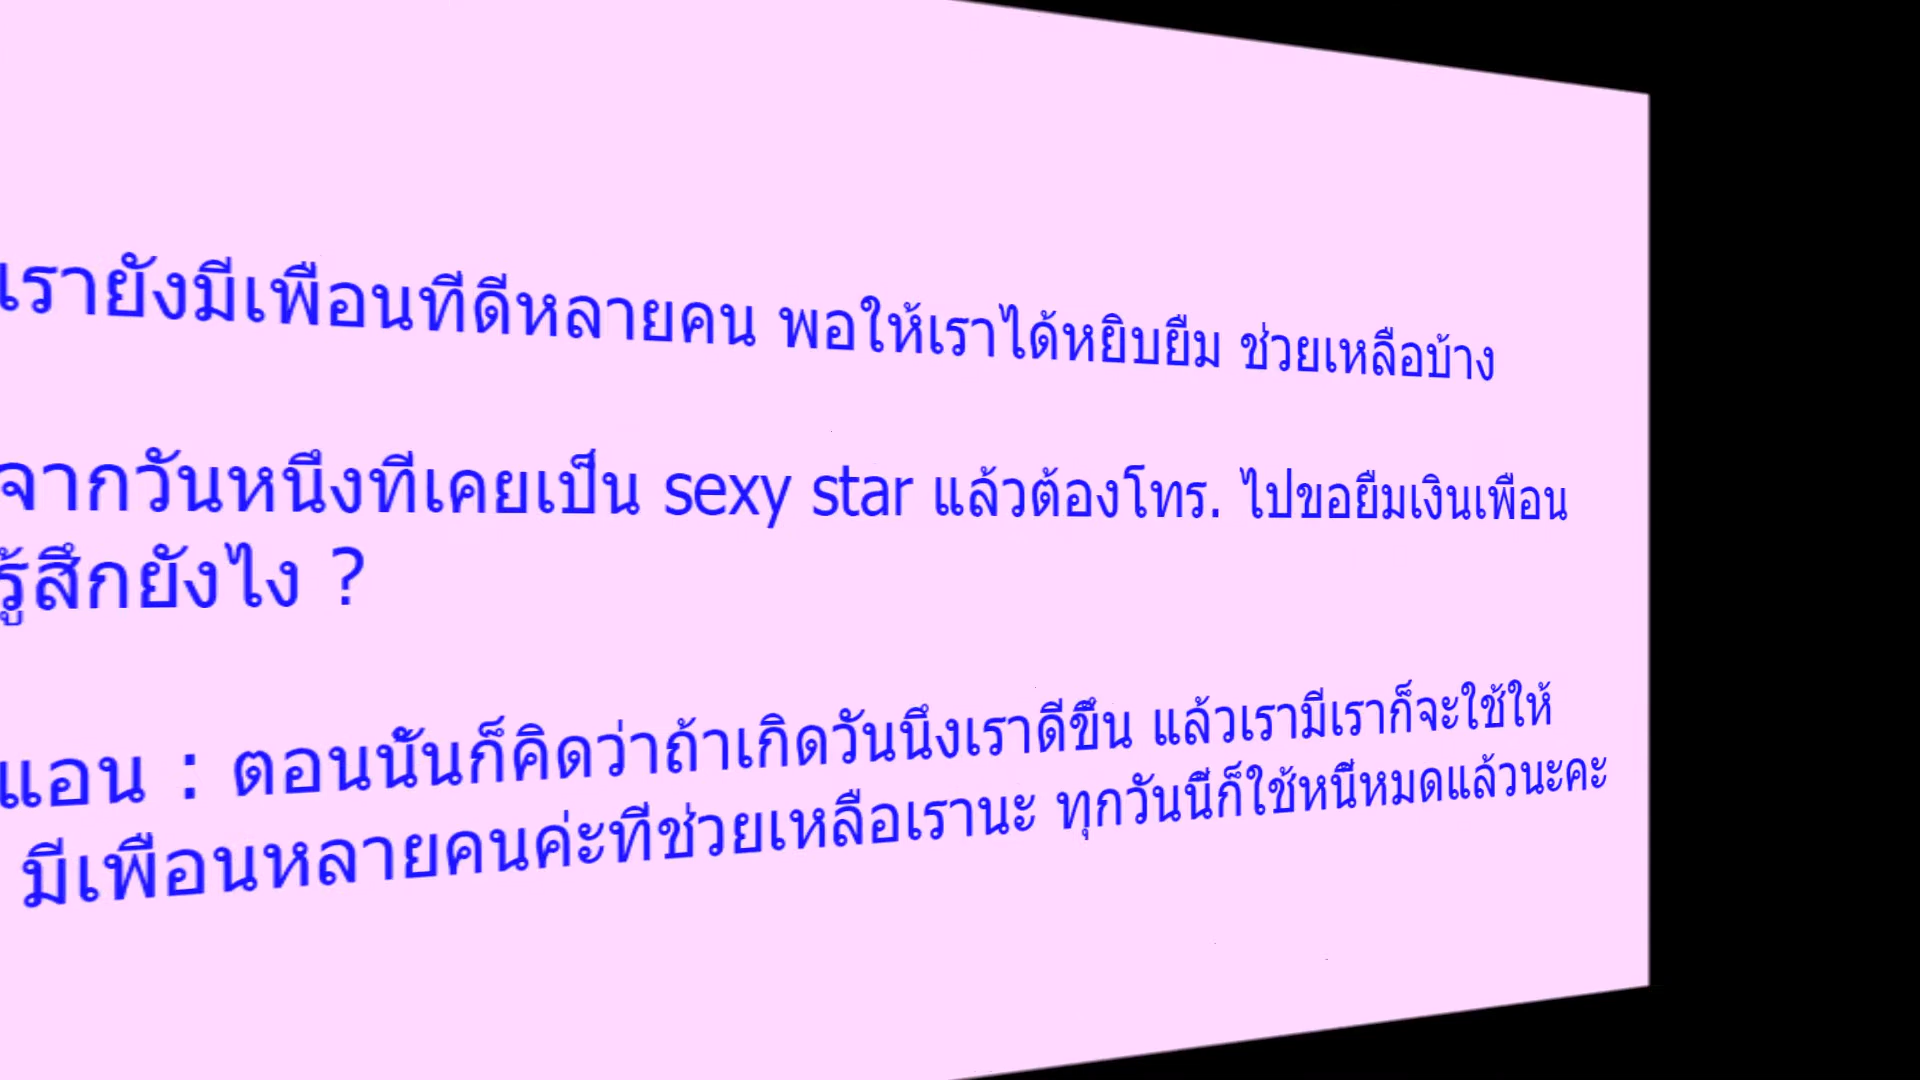 เรายังมีเพื่อนที่ดีหลายคน พอให้เราได้หยิบยืม ช่วยเหลือบ้าง
จากวันหนึ่งที่เคยเป็น sexy star แล้วต้องโทร. ไปขอยืมเงินเพื่อน
รู้สึกยังไง ?
แอน : ตอนนั้นก็คิดว่าถ้าเกิดวันนึงเราดีขึ้น แล้วเรามีเราก็จะใช้ให้
มีเพื่อนหลายคนค่ะที่ช่วยเหลือเรานะ ทุกวันนี้ก็ใช้หนี้หมดแล้วนะคะ